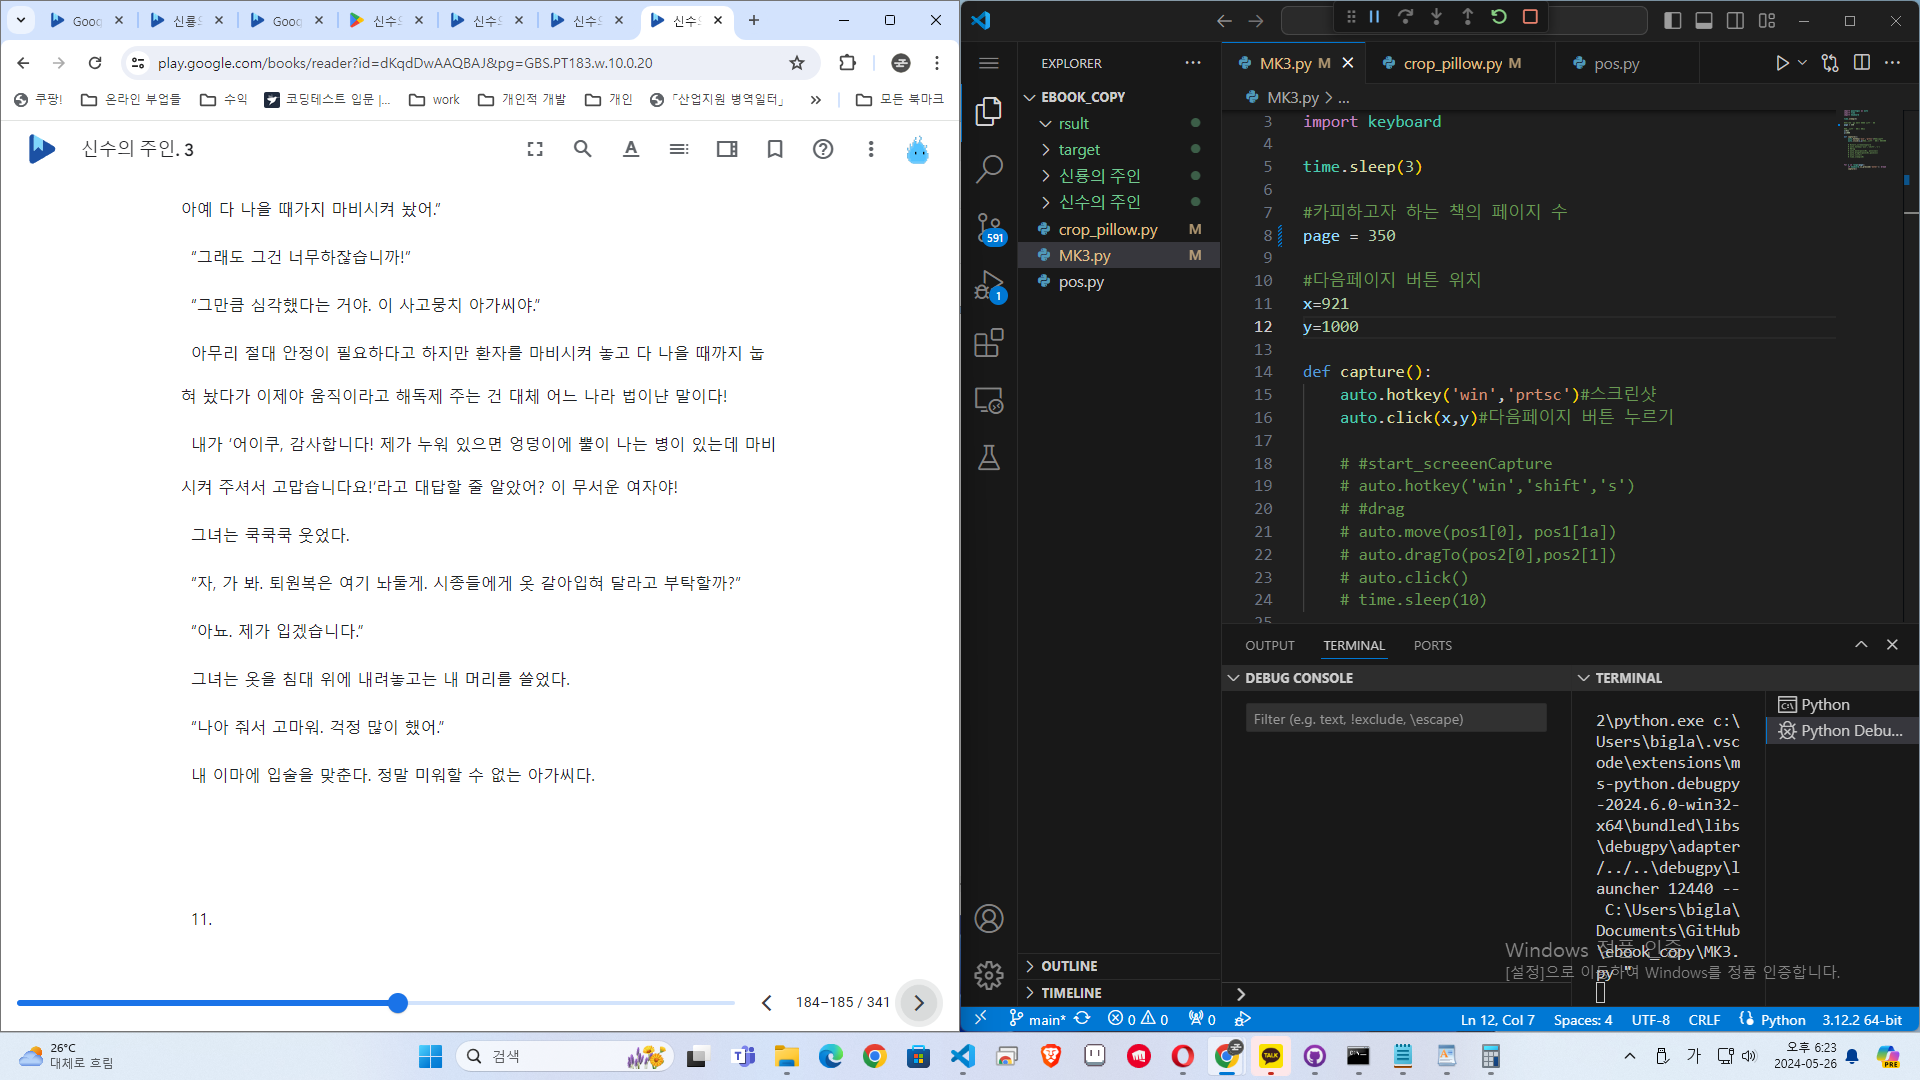 Goog
신룡의
Goog
신수의
신수의
신수의
신수의
play.google.com/books/reader?id=dKqdDwAAQBAJ&pg=GBS.PT183.w.10.0.20
쿠팡!
온라인 부업들
수익
코딩테스트 입문 |...
work
개인적 개발
개인
「산업지원 병역일터」
»
모든 북마크
신수의 주인. 3
아예 다 나을 때가지 마비시켜 놨어.”
“그래도 그건 너무하잖습니까!”
“그만큼 심각했다는 거야. 이 사고뭉치 아가씨야.”
아무리 절대 안정이 필요하다고 하지만 환자를 마비시켜 놓고 다 나을 때까지 눕
혀 놨다가 이제야 움직이라고 해독제 주는 건 대체 어느 나라 법이냔 말이다!
내가 ‘어이쿠, 감사합니다! 제가 누워 있으면 엉덩이에 뿔이 나는 병이 있는데 마비
시켜 주셔서 고맙습니다요!’라고 대답할 줄 알았어? 이 무서운 여자야!
그녀는 쿡쿡쿡 웃었다.
“자, 가 봐. 퇴원복은 여기 놔둘게. 시종들에게 옷 갈아입혀 달라고 부탁할까?”
“아뇨. 제가 입겠습니다.”
그녀는 옷을 침대 위에 내려놓고는 내 머리를 쓸었다.
“나아 줘서 고마워. 걱정 많이 했어.”
내 이마에 입술을 맞춘다. 정말 미워할 수 없는 아가씨다.
11.
184–185 / 341
EXPLORER
EBOOK_COPY
rsult
target
신룡의 주인
신수의 주인
crop_pillow.py M
MK3.py M
pos.py
591
1
OUTLINE
TIMELINE
MK3.py M
crop_pillow.py M
pos.py
MK3.py > ...
3 import keyboard
4
5 time.sleep(3)
6
7 #카피하고자 하는 책의 페이지 수
8 page = 350
9
10 #다음페이지 버튼 위치
11 x=921
12 y=1000
13
14 def capture():
15 auto.hotkey('win','prtsc')#스크린샷
16 auto.click(x,y)#다음페이지 버튼 누르기
17
18 # #start_screeenCapture
19 # auto.hotkey('win','shift','s')
20 # #drag
21 # auto.move(pos1[0], pos1[1a])
22 # auto.dragTo(pos2[0],pos2[1])
23 # auto.click()
24 # time.sleep(10)
25
OUTPUT
TERMINAL
PORTS
DEBUG CONSOLE
Filter (e.g. text, !exclude, \escape)
TERMINAL
2\python.exe c:\
Users\bigla\.vsc
ode\extensions\m
s-python.debugpy
-2024.6.0-win32-
x64\bundled\libs
\debugpy\adapter
/../..\debugpy\l
auncher 12440 --
C:\Users\bigla\
Documents\GitHub
\ebook_copy\MK3.
py "
Python
Python Debu...
Windows 정품 인증
[설정]으로 이동하여 Windows를 정품 인증합니다.
main*
0 0
0
Ln 12, Col 7
Spaces: 4
UTF-8
CRLF
Python
3.12.2 64-bit
26°C
대체로 흐림
검색
TALK
가
오후 6:23
2024-05-26
PRE